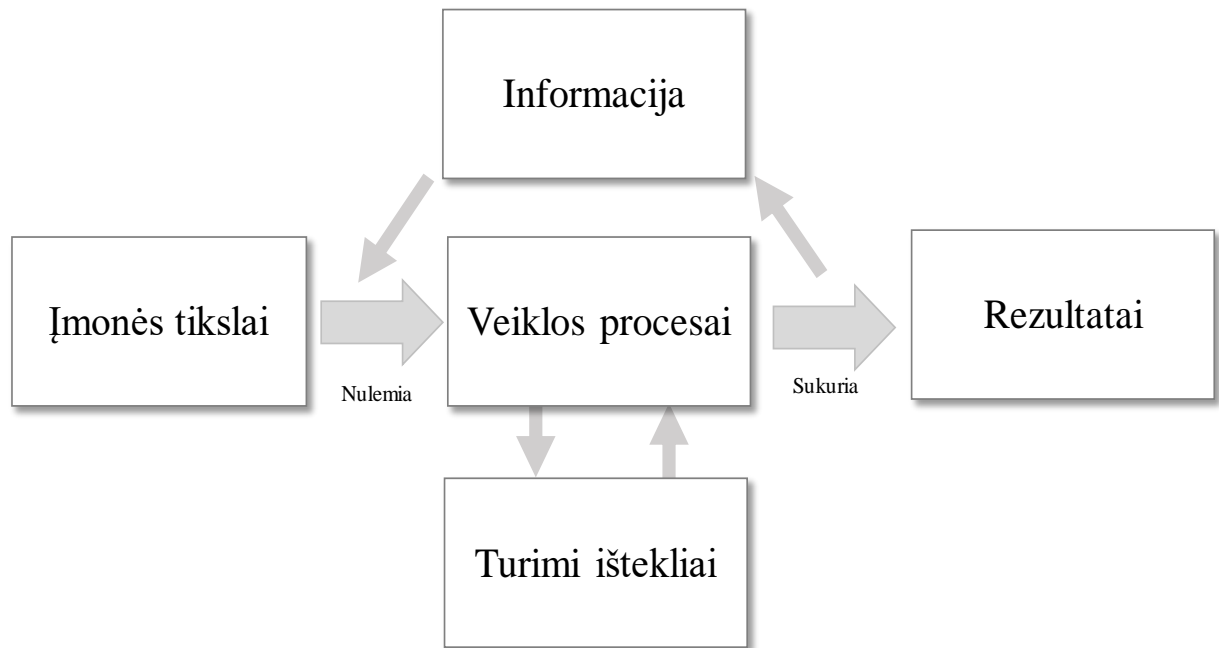 Informacija
Įmonės tikslai
Nulemia
Veiklos procesai
Sukuria
Rezultatai
Turimi ištekliai